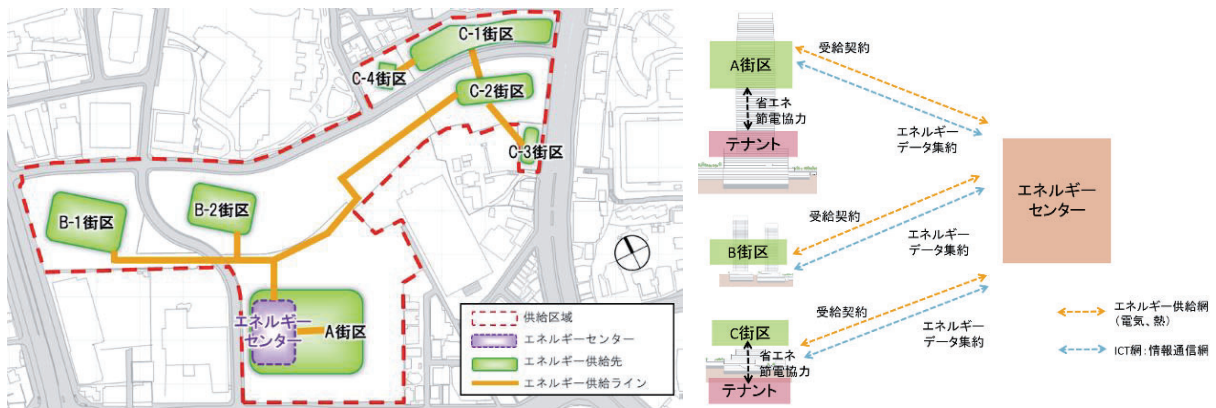 C-1街区
C-4街区
C-2街区
C-3街区
B-1街区
B-2街区
エネルギー
センター
A街区
供給区域
エネルギーセンター
エネルギー供給先
エネルギー供給ライン
A街区
省エネ
節電協力
テナント
受給契約
エネルギー
データ集約
B街区
受給契約
エネルギー
データ集約
C街区
省エネ
節電協力
テナント
受給契約
エネルギー
データ集約
エネルギー
センター
エネルギー供給網
(電気、熱)
ICT網:情報通信網